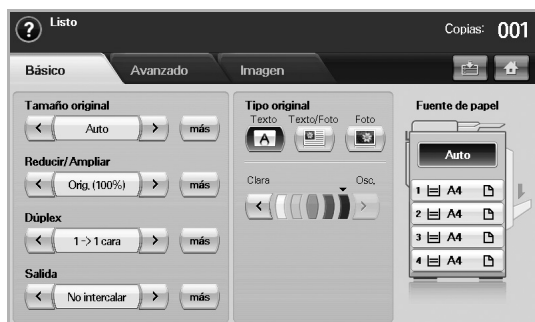 ? Listo
Copias: 001
Básico Avanzado Imagen
Tamaño original
< Auto > más
Reducir/Ampliar
< Orig. (100%) > más
Dúplex
< 1->1 cara > más
Salida
< No intercalar > más
Tipo original
Texto Texto/Foto Foto
A
Clara Osc.
< >
Fuente de papel
Auto
1 A4
2 A4
3 A4
4 A4